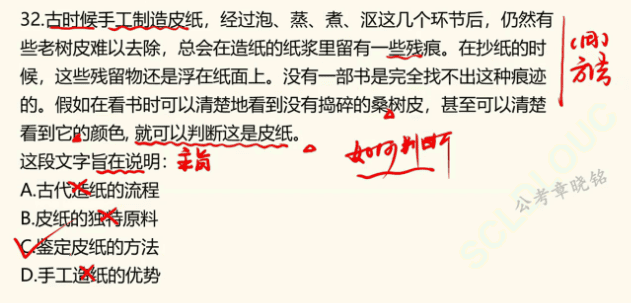 32.古时候手工制造皮纸，经过泡、蒸、煮、沤这几个环节后，仍然有
些老树皮难以去除，总会在造纸的纸浆里留有一些残痕。在抄纸的时
候，这些残留物还是浮在纸面上。没有一部书是完全找不出这种痕迹
的。假如在看书时可以清楚地看到没有捣碎的桑树皮，甚至可以清楚
看到它的颜色, 就可以判断这是皮纸。
这段文字旨在说明：
主旨
如何判断
A.古代造纸的流程
B.皮纸的独特原料
C.鉴定皮纸的方法
D.手工造纸的优势
公考章晓铭